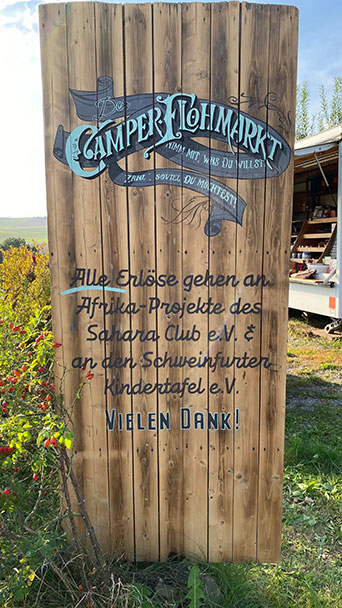 De
Camper-Flohmarkt
Nimm mit, was du willst,
zahl', soviel du möchtest!
Alle Erlöse gehen an
Afrika-Projekte des
Sahara Club e.V. &
an den Schweinfurter
Kindertafel e.V.
Vielen Dank!